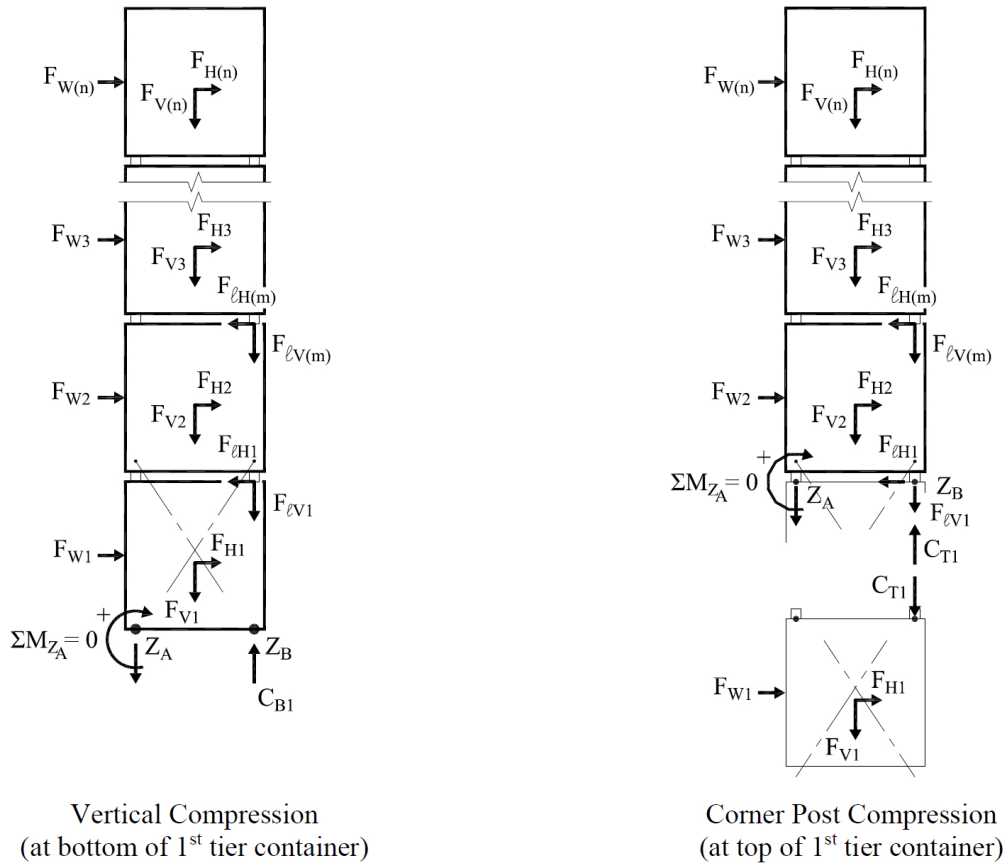 F_H(n)
F_W(n)
F_V(n)
F_H3
F_W3
F_V3
F_ℓH(m)
F_ℓV(m)
F_H2
F_W2
F_V2
F_ℓH1
F_ℓV1
F_H1
F_W1
F_V1
+
ΣM_Z_A = 0
Z_A
Z_B
C_B1
Vertical Compression
(at bottom of 1st tier container)
F_H(n)
F_W(n)
F_V(n)
F_H3
F_W3
F_V3
F_ℓH(m)
F_ℓV(m)
F_H2
F_W2
F_V2
F_ℓH1
+
ΣM_Z_A = 0
Z_A
Z_B
F_ℓV1
C_T1
C_T1
F_W1
F_H1
F_V1
Corner Post Compression
(at top of 1st tier container)